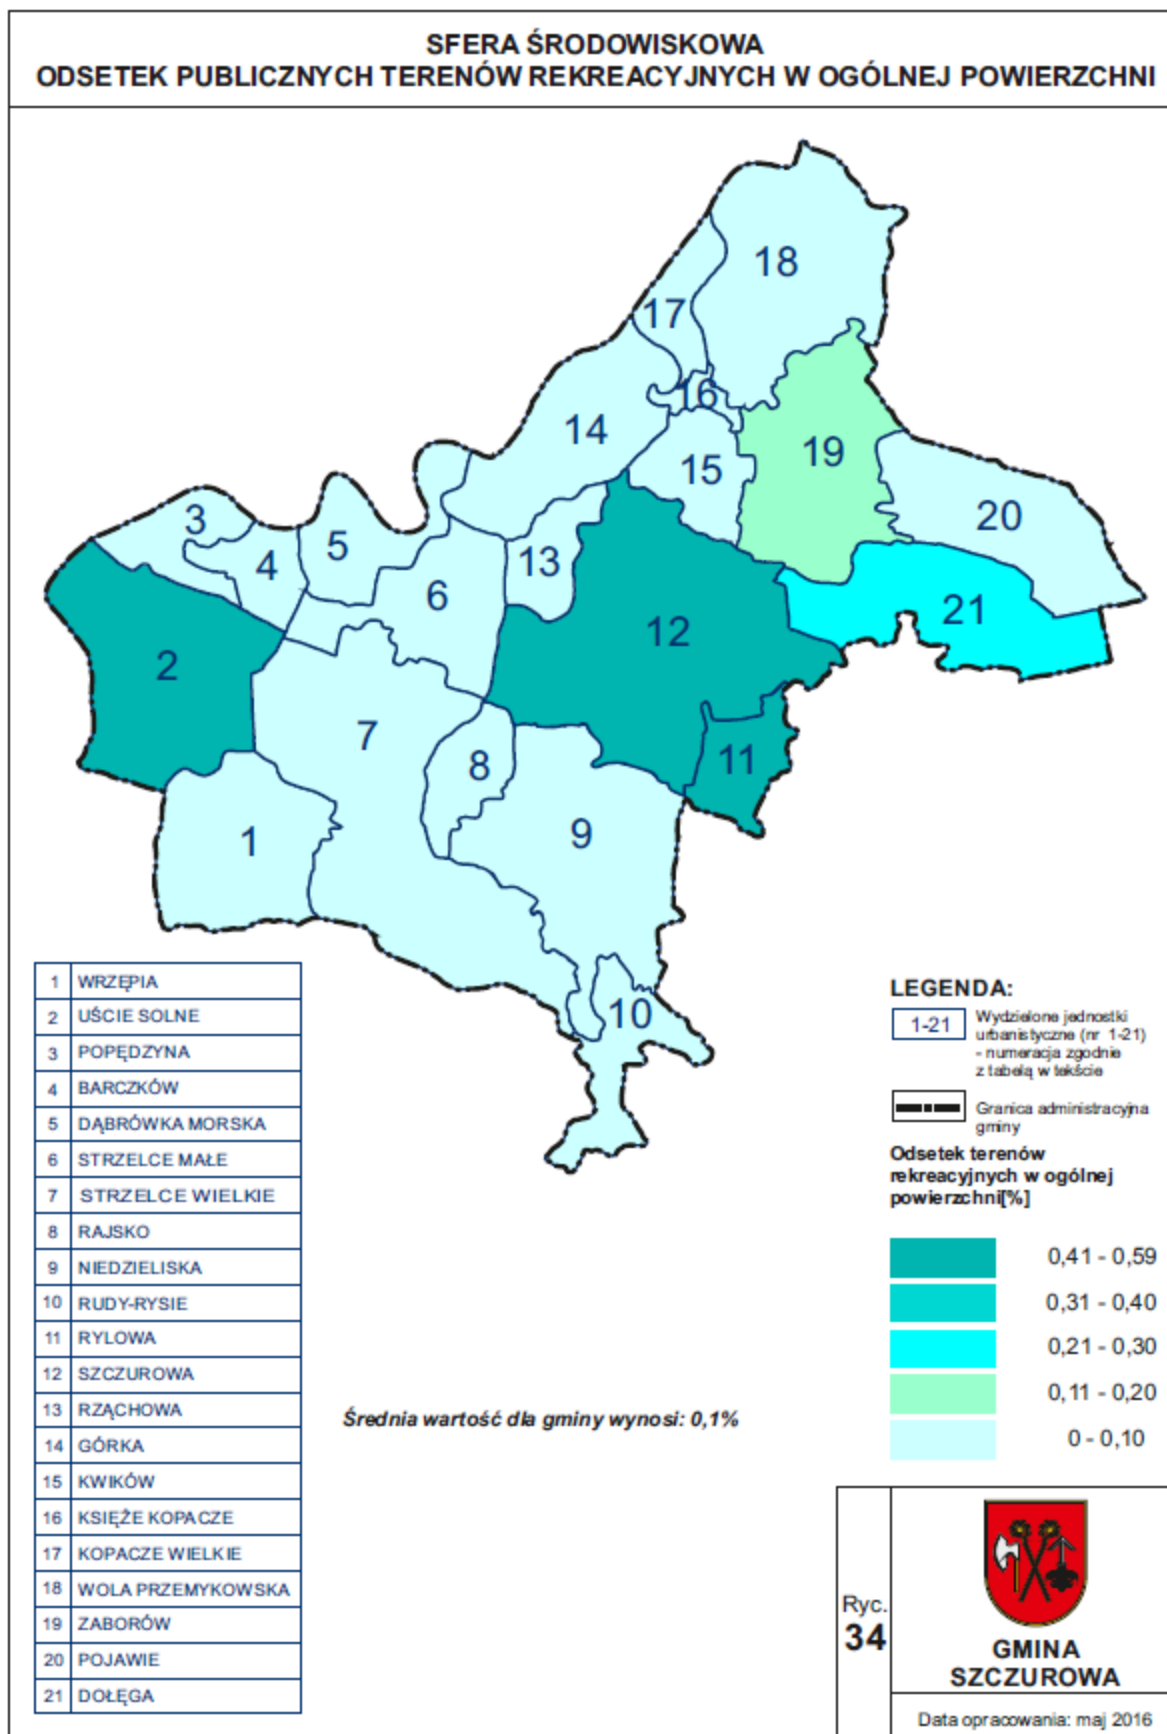 SFERA ŚRODOWISKOWA
ODSETEK PUBLICZNYCH TERENÓW REKREACYJNYCH W OGÓLNEJ POWIERZCHNI
18
17
16
14
19
15
3
20
5
4
13
6
21
12
2
7
11
8
9
1
10
1 WRZĘPIA
2 UŚCIE SOLNE
3 POPĘDZYNA
4 BARCZKÓW
5 DĄBRÓWKA MORSKA
6 STRZELCE MAŁE
7 STRZELCE WIELKIE
8 RAJSKO
9 NIEDZIELISKA
10 RUDY-RYSIE
11 RYLOWA
12 SZCZUROWA
13 RZĄCHOWA
14 GÓRKA
15 KWIKÓW
16 KSIĘŻE KOPACZE
17 KOPACZE WIELKIE
18 WOLA PRZEMYKOWSKA
19 ZABORÓW
20 POJAWIE
21 DOŁĘGA
Średnia wartość dla gminy wynosi: 0,1%
LEGENDA:
1-21
Wydzielone jednostki
urbanistyczne (nr 1-21)
- numeracja zgodnie
z tabelą w tekście
Granica administracyjna
gminy
Odsetek terenów
rekreacyjnych w ogólnej
powierzchni[%]
0,41 - 0,59
0,31 - 0,40
0,21 - 0,30
0,11 - 0,20
0 - 0,10
Ryc.
34
GMINA
SZCZUROWA
Data opracowania: maj 2016